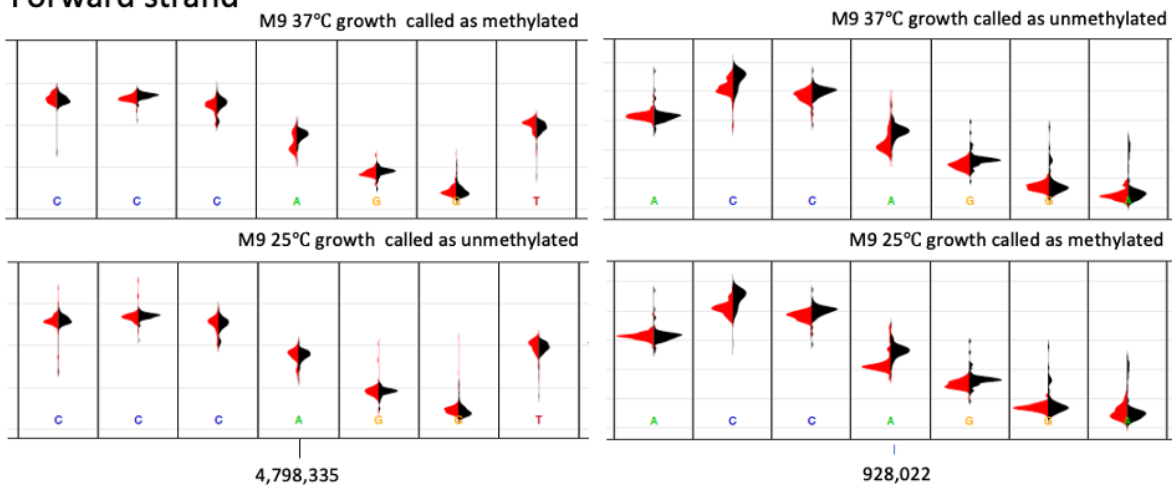 Forward strand
M9 37℃ growth called as methylated
M9 37℃ growth called as unmethylated
C C C A G G T
A C C A G G A
M9 25℃ growth called as unmethylated
M9 25℃ growth called as methylated
C C C A G G T
A C C A G G A
4,798,335
928,022